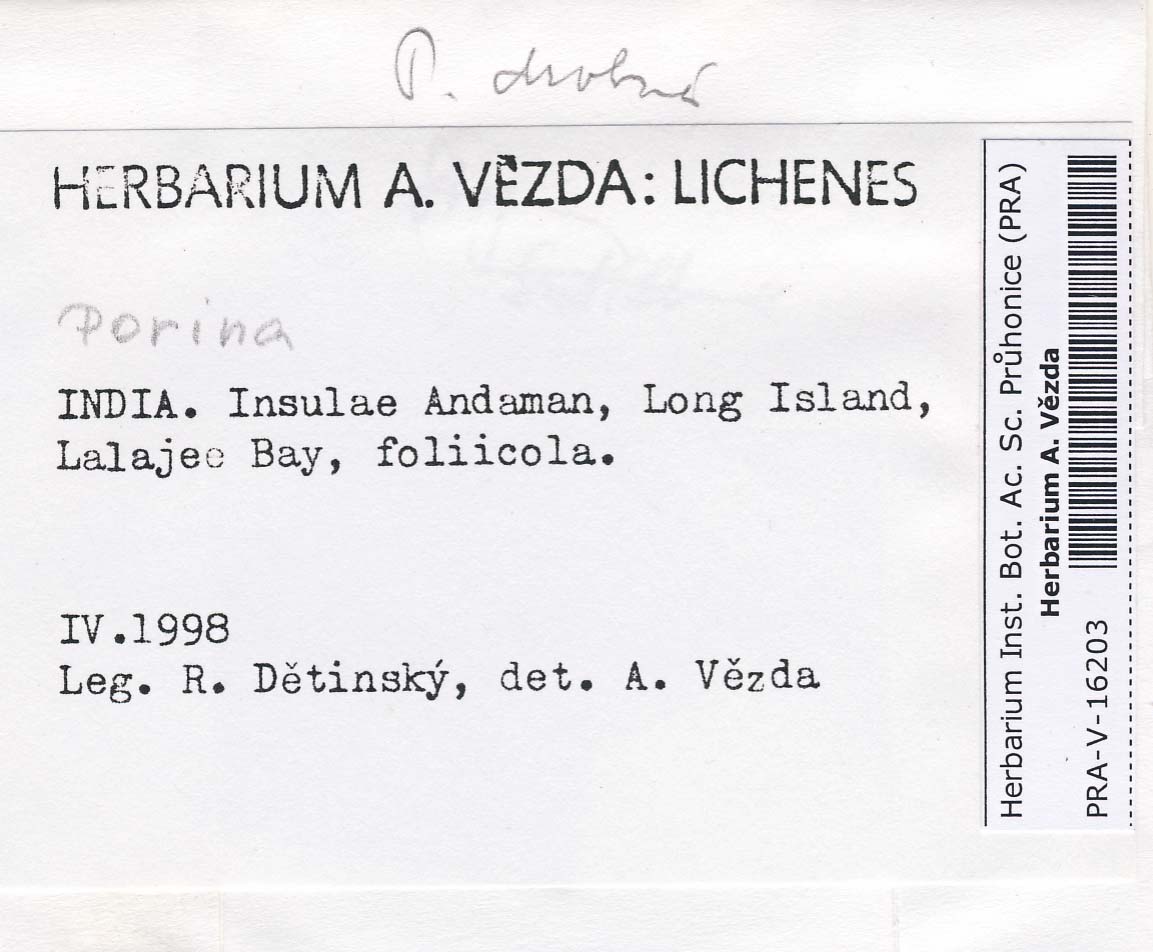 P. drobná
HERBARIUM A. VĚZDA: LICHENES
Porina
INDIA. Insulae Andaman, Long Island,
Lalajee Bay, foliicola.
IV.1998
Leg. R. Dětinský, det. A. Vězda
Herbarium Inst. Bot. Ac. Sc. Průhonice (PRA)
Herbarium A. Vězda
PRA-V-16203